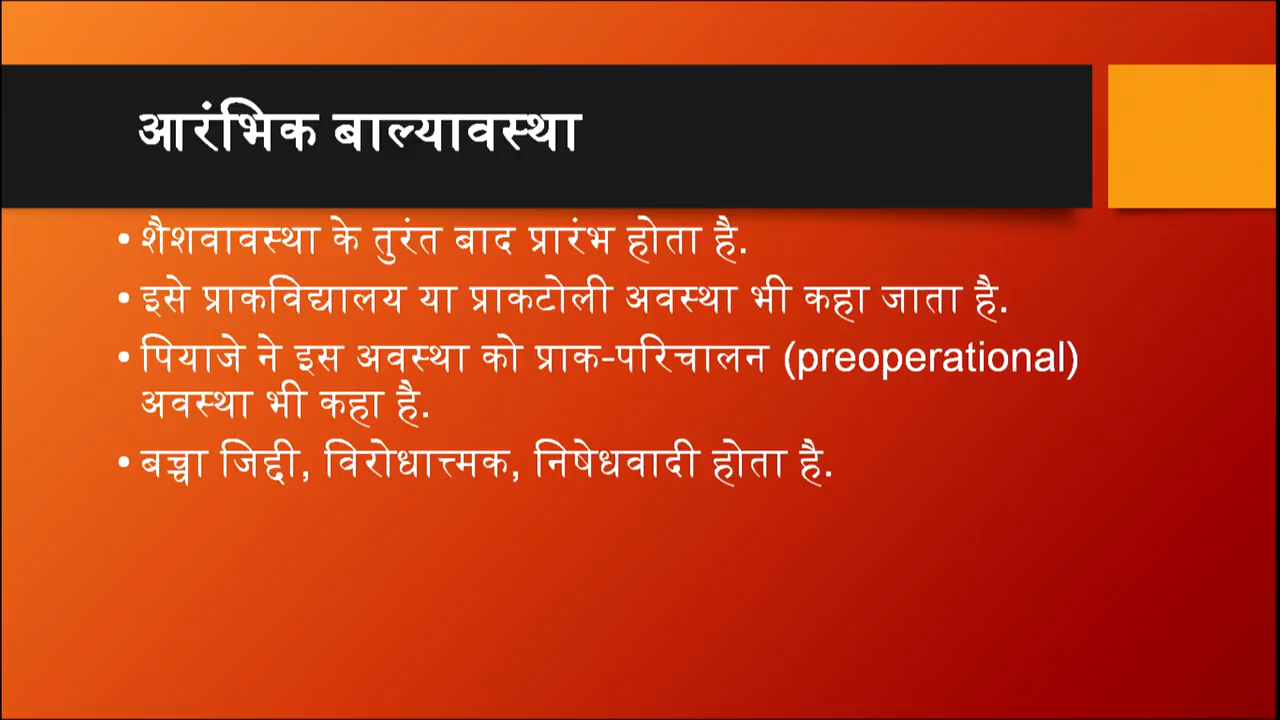 आरंभिक बाल्यावस्था
• शैशवावस्था के तुरंत बाद प्रारंभ होता है.
• इसे प्राकविद्यालय या प्राकटोली अवस्था भी कहा जाता है.
• पियाजे ने इस अवस्था को प्राक-परिचालन (preoperational)
अवस्था भी कहा है.
• बच्चा जिद्दी, विरोधात्त्मक, निषेधवादी होता है.